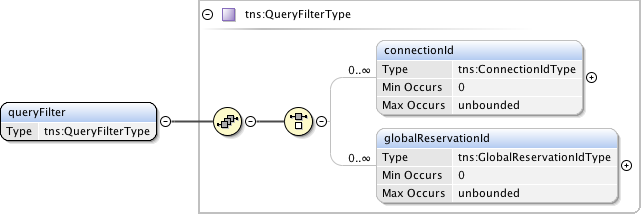 tns:QueryFilterType
connectionId
0..∞
Type tns:ConnectionIdType
Min Occurs 0
Max Occurs unbounded
queryFilter
Type tns:QueryFilterType
globalReservationId
0..∞
Type tns:GlobalReservationIdType
Min Occurs 0
Max Occurs unbounded